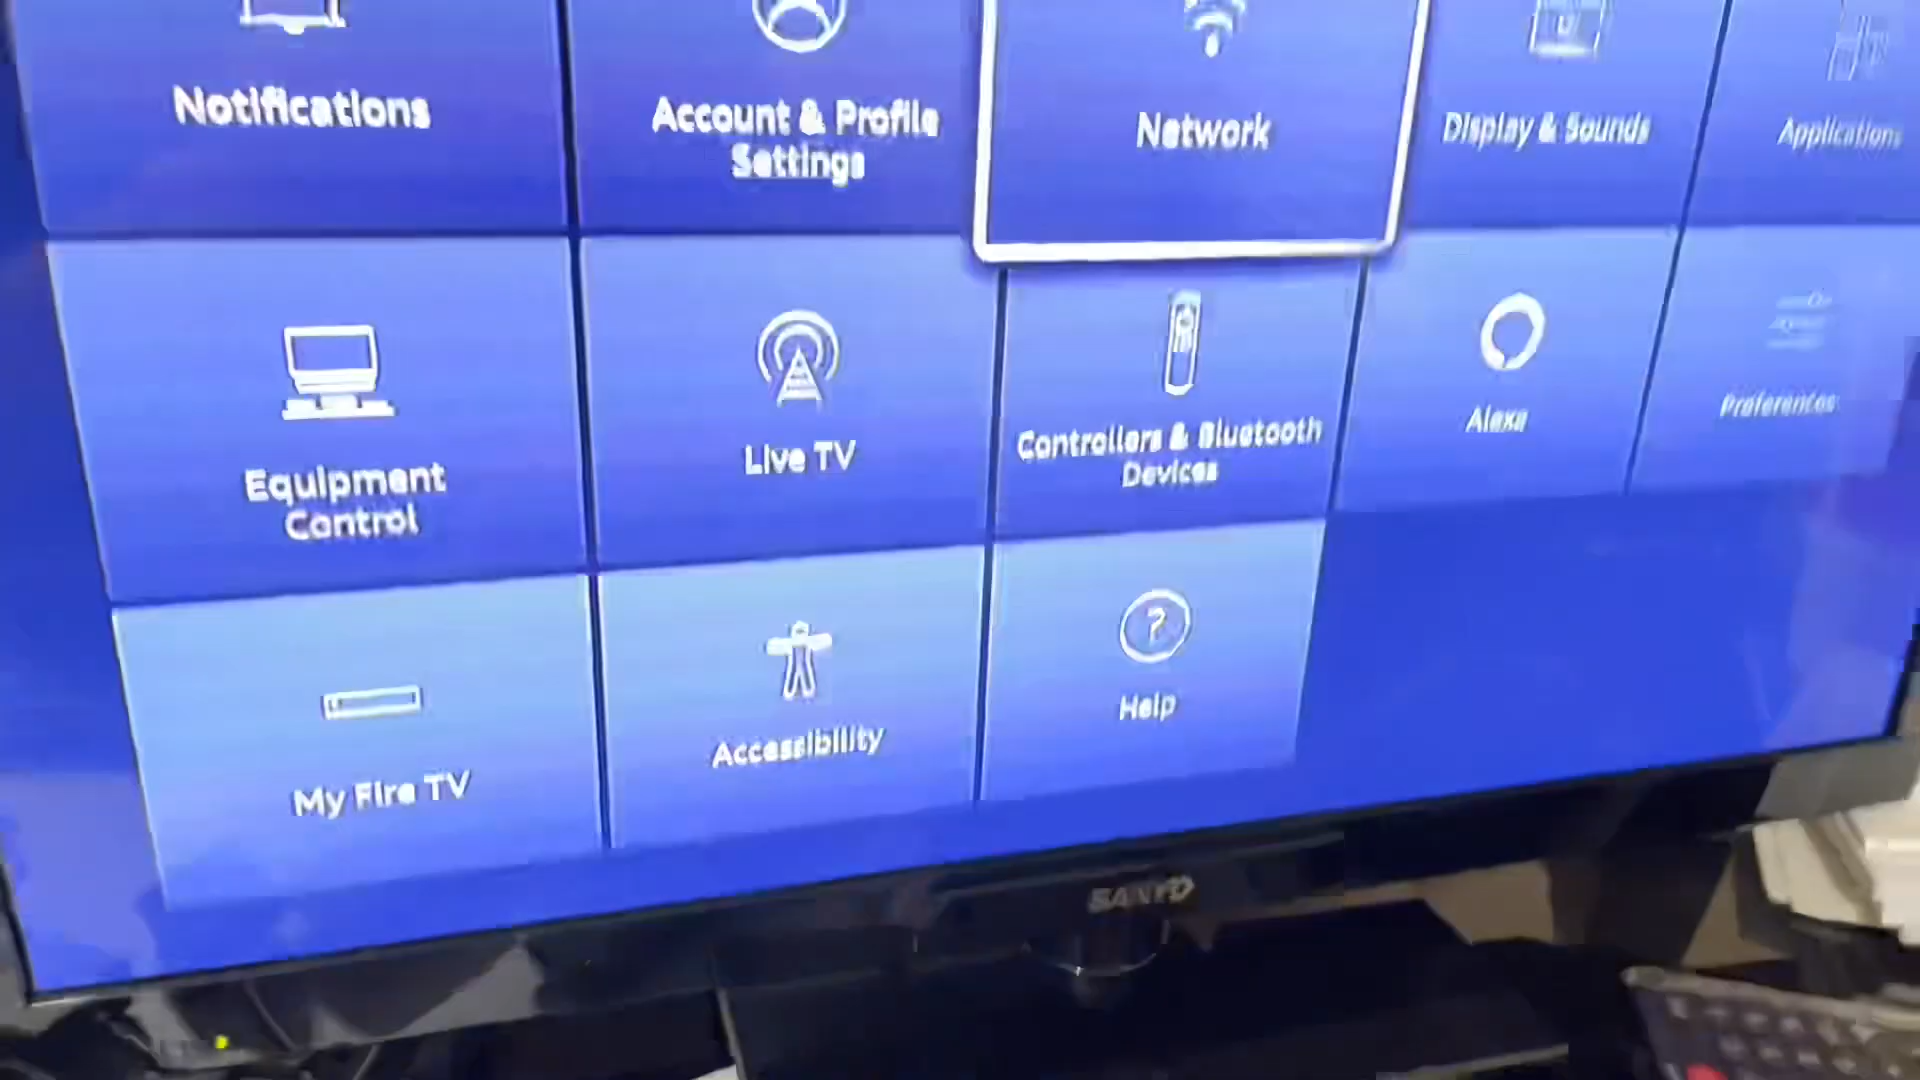 Notifications
Account & Profile
Settings
Network
Display & Sounds
Applications
Equipment
Control
Live TV
Controllers & Bluetooth
Devices
Alexa
Preferences
My Fire TV
Accessibility
?
Help
SANYO